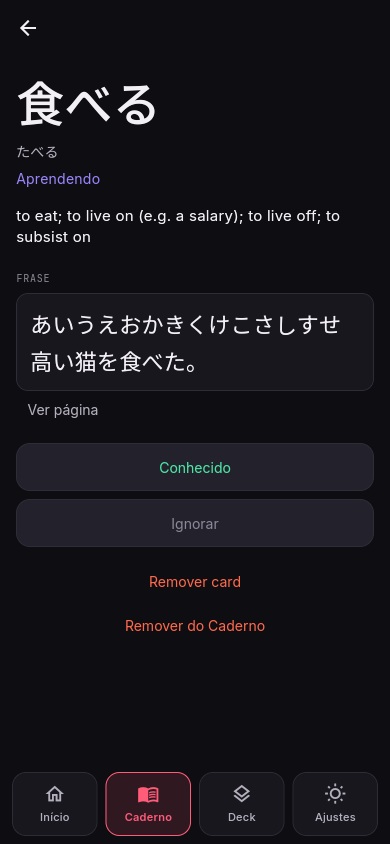 食べる
たべる
Aprendendo
to eat; to live on (e.g. a salary); to live off; to
subsist on
FRASE
あいうえおかきくけこさしすせ
高い猫を食べた。
Ver página
Conhecido
Ignorar
Remover card
Remover do Caderno
Início
Caderno
Deck
Ajustes